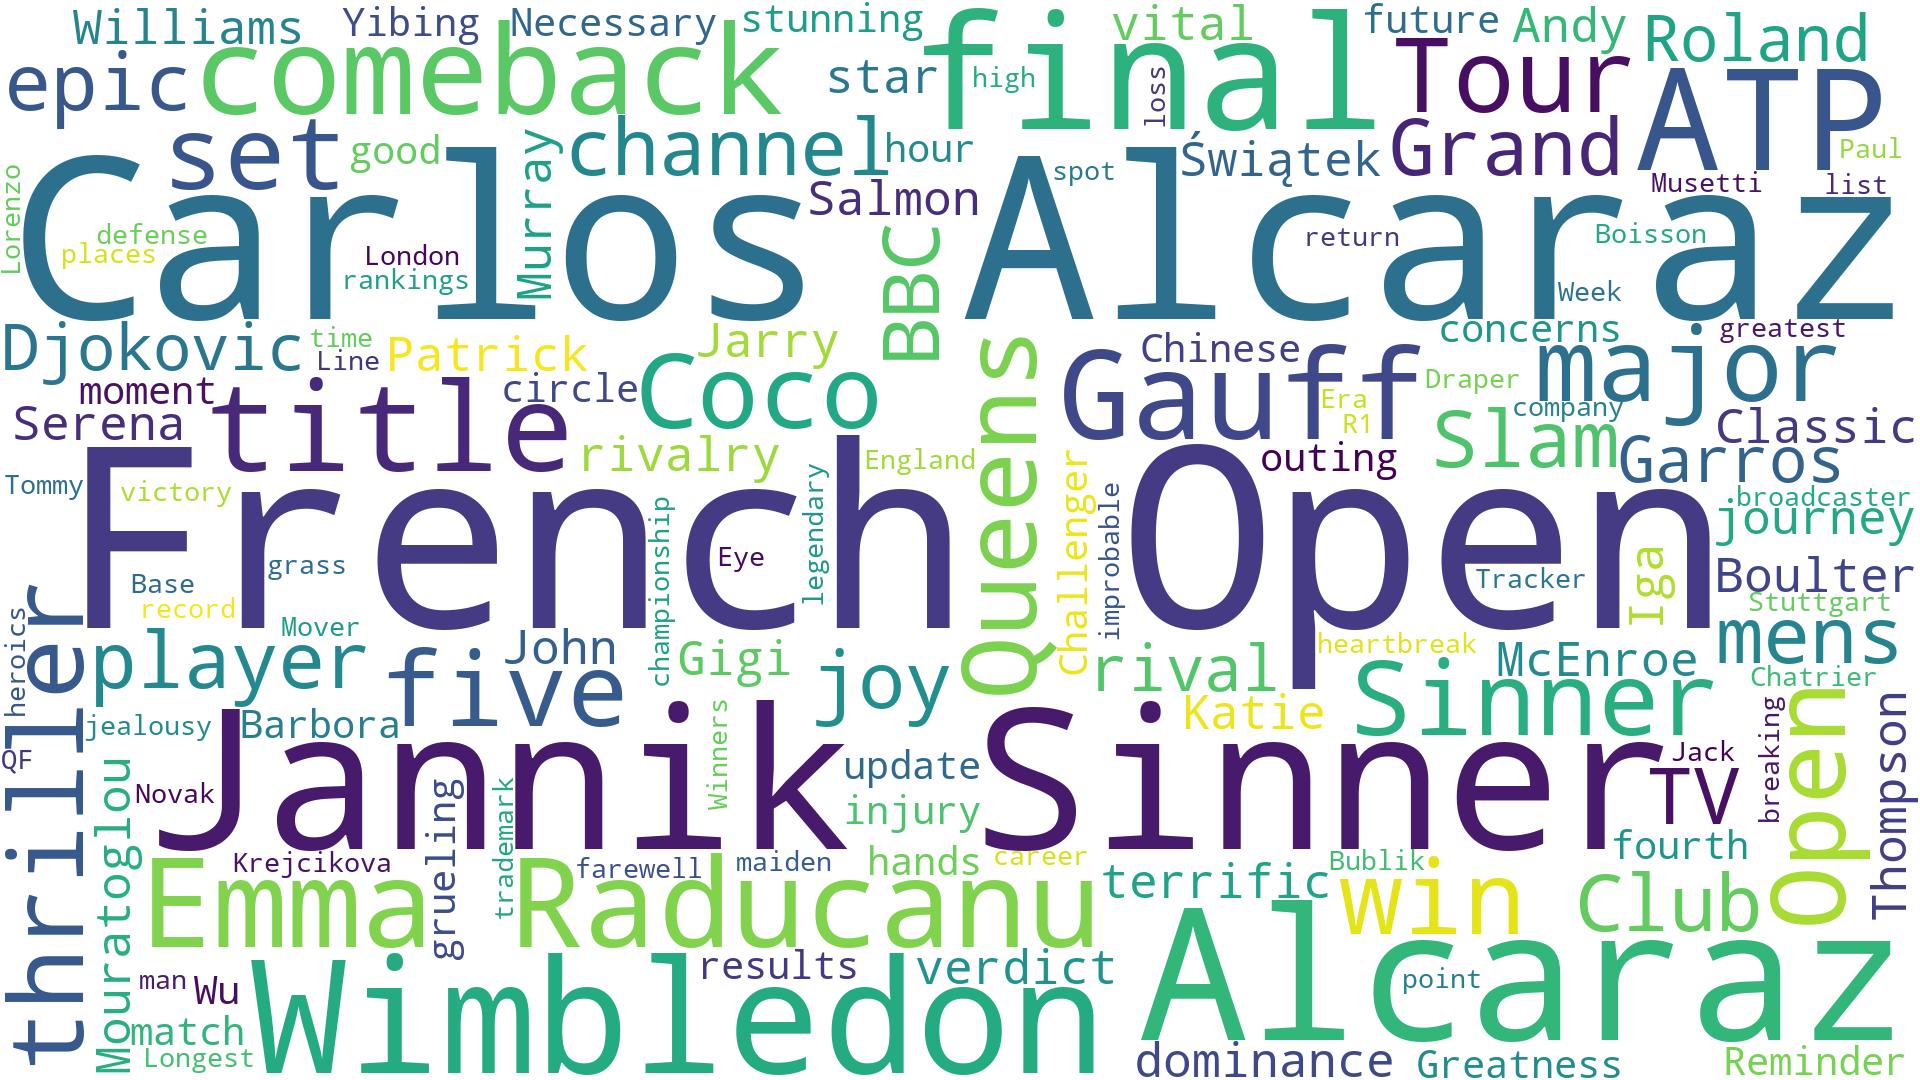 Williams
Yibing
Necessary
stunning
final
vital
future
Andy
Roland
epic
comeback
star
high
loss
Tour
ATP
set
good
Murray
channel
hour
spot
Świątek
Grand
Paul
Lorenzo
Carlos Alcaraz
Salmon
Musetti
list
defense
places
London
rankings
BBC
return
Boisson
Week
Djokovic
time
Line
Patrick
Jarry
Coco
Queens
Gauff
Chinese
concerns
greatest
major
moment
title
circle
Draper
Era
R1
company
Serena
rivalry
England
outing
Slam
Classic
Garros
Tommy
victory
French Open
legendary
championship
Challenger
improbable
broadcaster
journey
Eye
grass
Base
record
Tracker
Iga
Boulter
Stuttgart
thriller
heroics
player
Mover
five
John
Gigi
joy
rival
heartbreak
McEnroe
mens
Chatrier
jealousy
Barbora
Winners
Katie
Sinner
QF
Mouratoglou
Novak
Jannik Sinner
update
injury
Jack
TV
breaking
Open
Thompson
Krejcikova
grueling
trademark
farewell
maiden
hands
career
terrific
Bublik
win
fourth
Club
Emma Raducanu
Alcaraz
man
Wu
match
Longest
Wimbledon
results
verdict
point
dominance
Greatness
Reminder